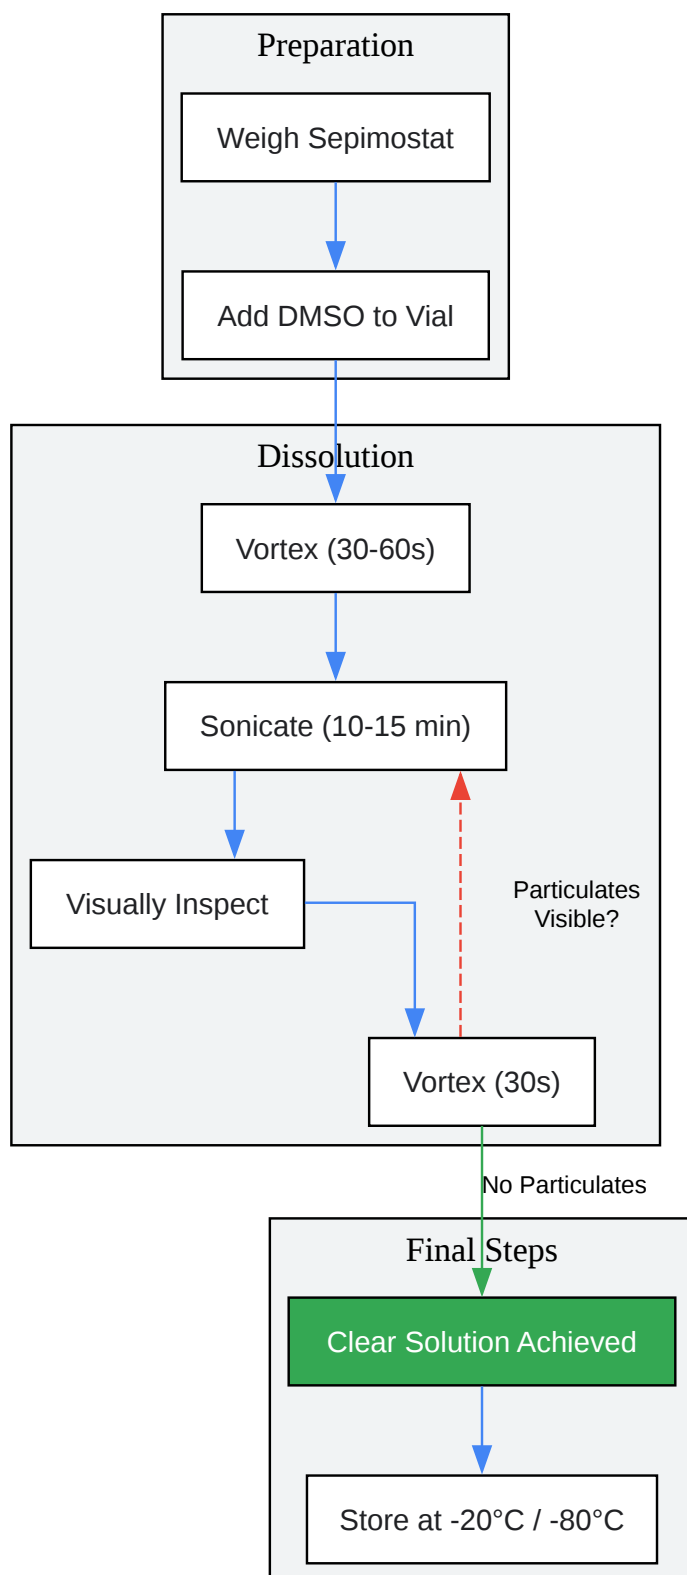 Preparation
Weigh Sepimostat
Add DMSO to Vial
Dissolution
Vortex (30-60s)
Sonicate (10-15 min)
Visually Inspect
Particulates
Visible?
Vortex (30s)
No Particulates
Final Steps
Clear Solution Achieved
Store at -20°C / -80°C